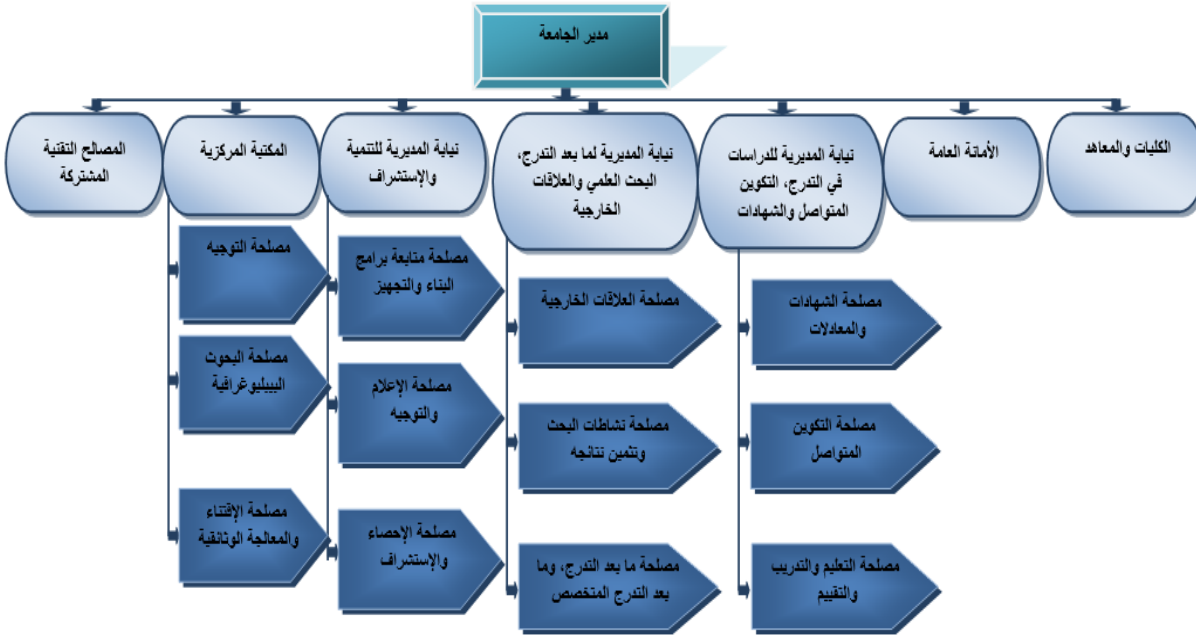 مدير الجامعة
الكليات والمعاهد
الأمانة العامة
نيابة المديرية للدراسات
في التدرج، التكوين
المتواصل والشهادات
نيابة المديرية لما بعد التدرج،
البحث العلمي والعلاقات
الخارجية
نيابة المديرية للتنمية
والإستشراف
المكتبة المركزية
المصالح التقنية
المشتركة
مصلحة الشهادات
والمعادلات
مصلحة التكوين
المتواصل
مصلحة التعليم والتدريب
والتقييم
مصلحة العلاقات الخارجية
مصلحة نشاطات البحث
وتثمين نتائجه
مصلحة ما بعد التدرج، وما
بعد التدرج المتخصص
مصلحة متابعة برامج
البناء والتجهيز
مصلحة الإعلام
والتوجيه
مصلحة الإحصاء
والإستشراف
مصلحة التوجيه
مصلحة البحوث
البيبليوغرافية
مصلحة الإقتناء
والمعالجة الوثائقية